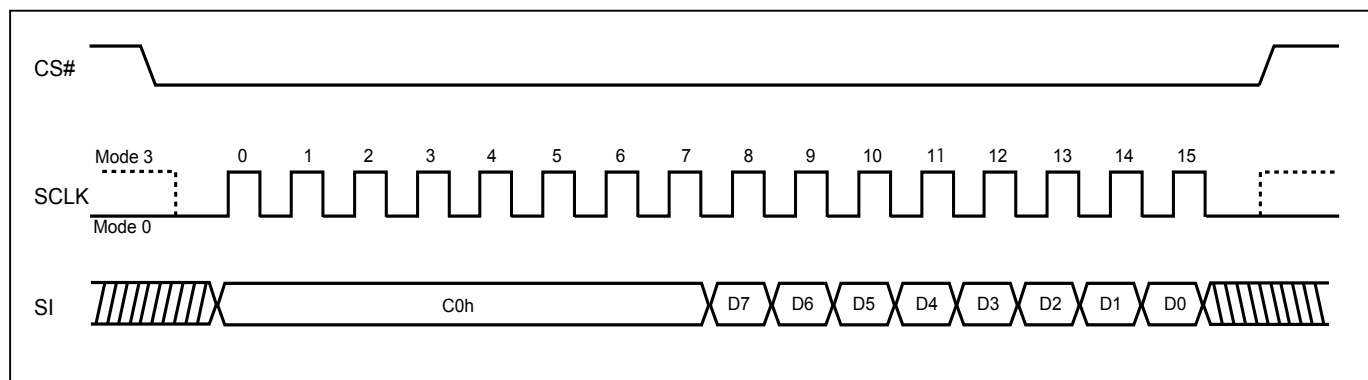 CS#
Mode 3 0 1 2 3 4 5 6 7 8 9 10 11 12 13 14 15
SCLK
Mode 0
SI C0h D7 D6 D5 D4 D3 D2 D1 D0